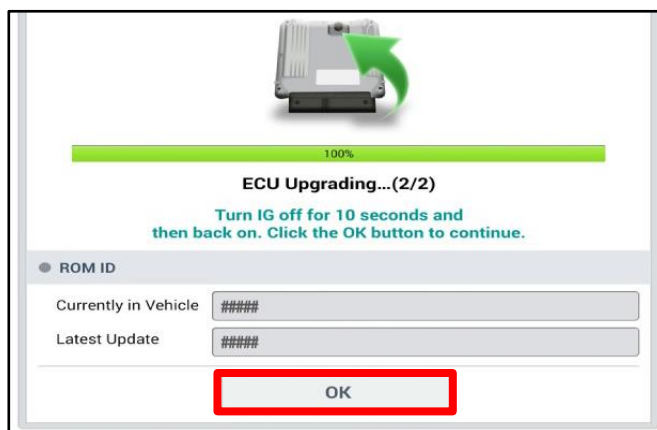 100%
ECU Upgrading...(2/2)
Turn IG off for 10 seconds and
then back on. Click the OK button to continue.
ROM ID
Currently in Vehicle #####
Latest Update #####
OK